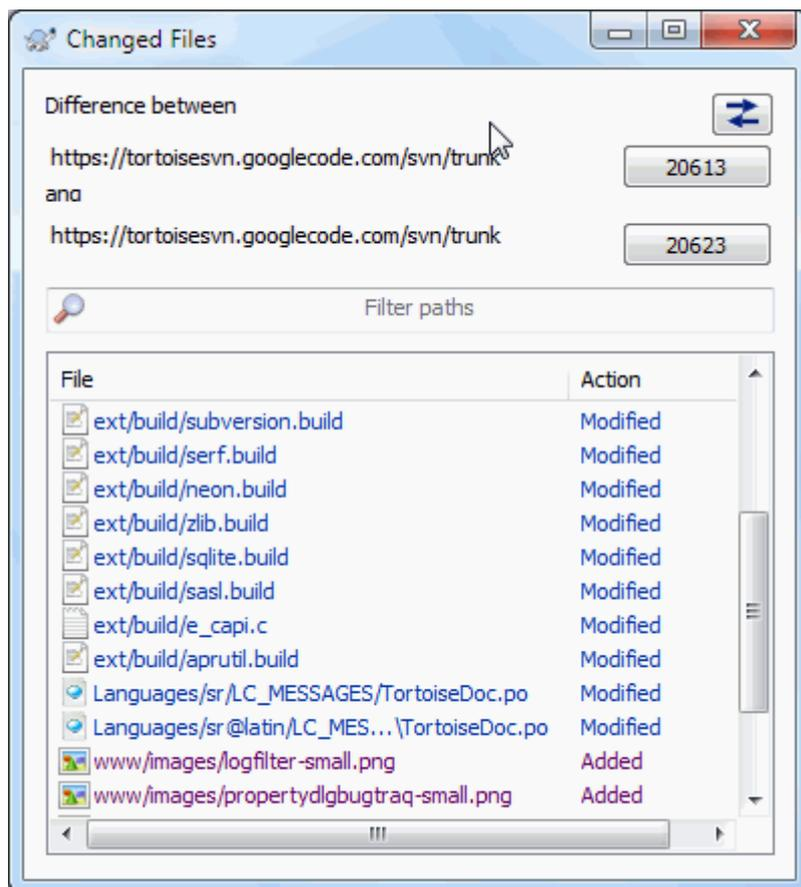 Changed Files
Difference between
https://tortoisesvn.googlecode.com/svn/trunk
20613
and
https://tortoisesvn.googlecode.com/svn/trunk
20623
Filter paths
File Action
ext/build/subversion.build Modified
ext/build/serf.build Modified
ext/build/neon.build Modified
ext/build/zlib.build Modified
ext/build/sqlite.build Modified
ext/build/sasl.build Modified
ext/build/e_capi.c Modified
ext/build/aprutil.build Modified
Languages/sr/LC_MESSAGES/TortoiseDoc.po Modified
Languages/sr@latin/LC_MES...\TortoiseDoc.po Modified
www/images/logfilter-small.png Added
www/images/propertydlgbugtraq-small.png Added